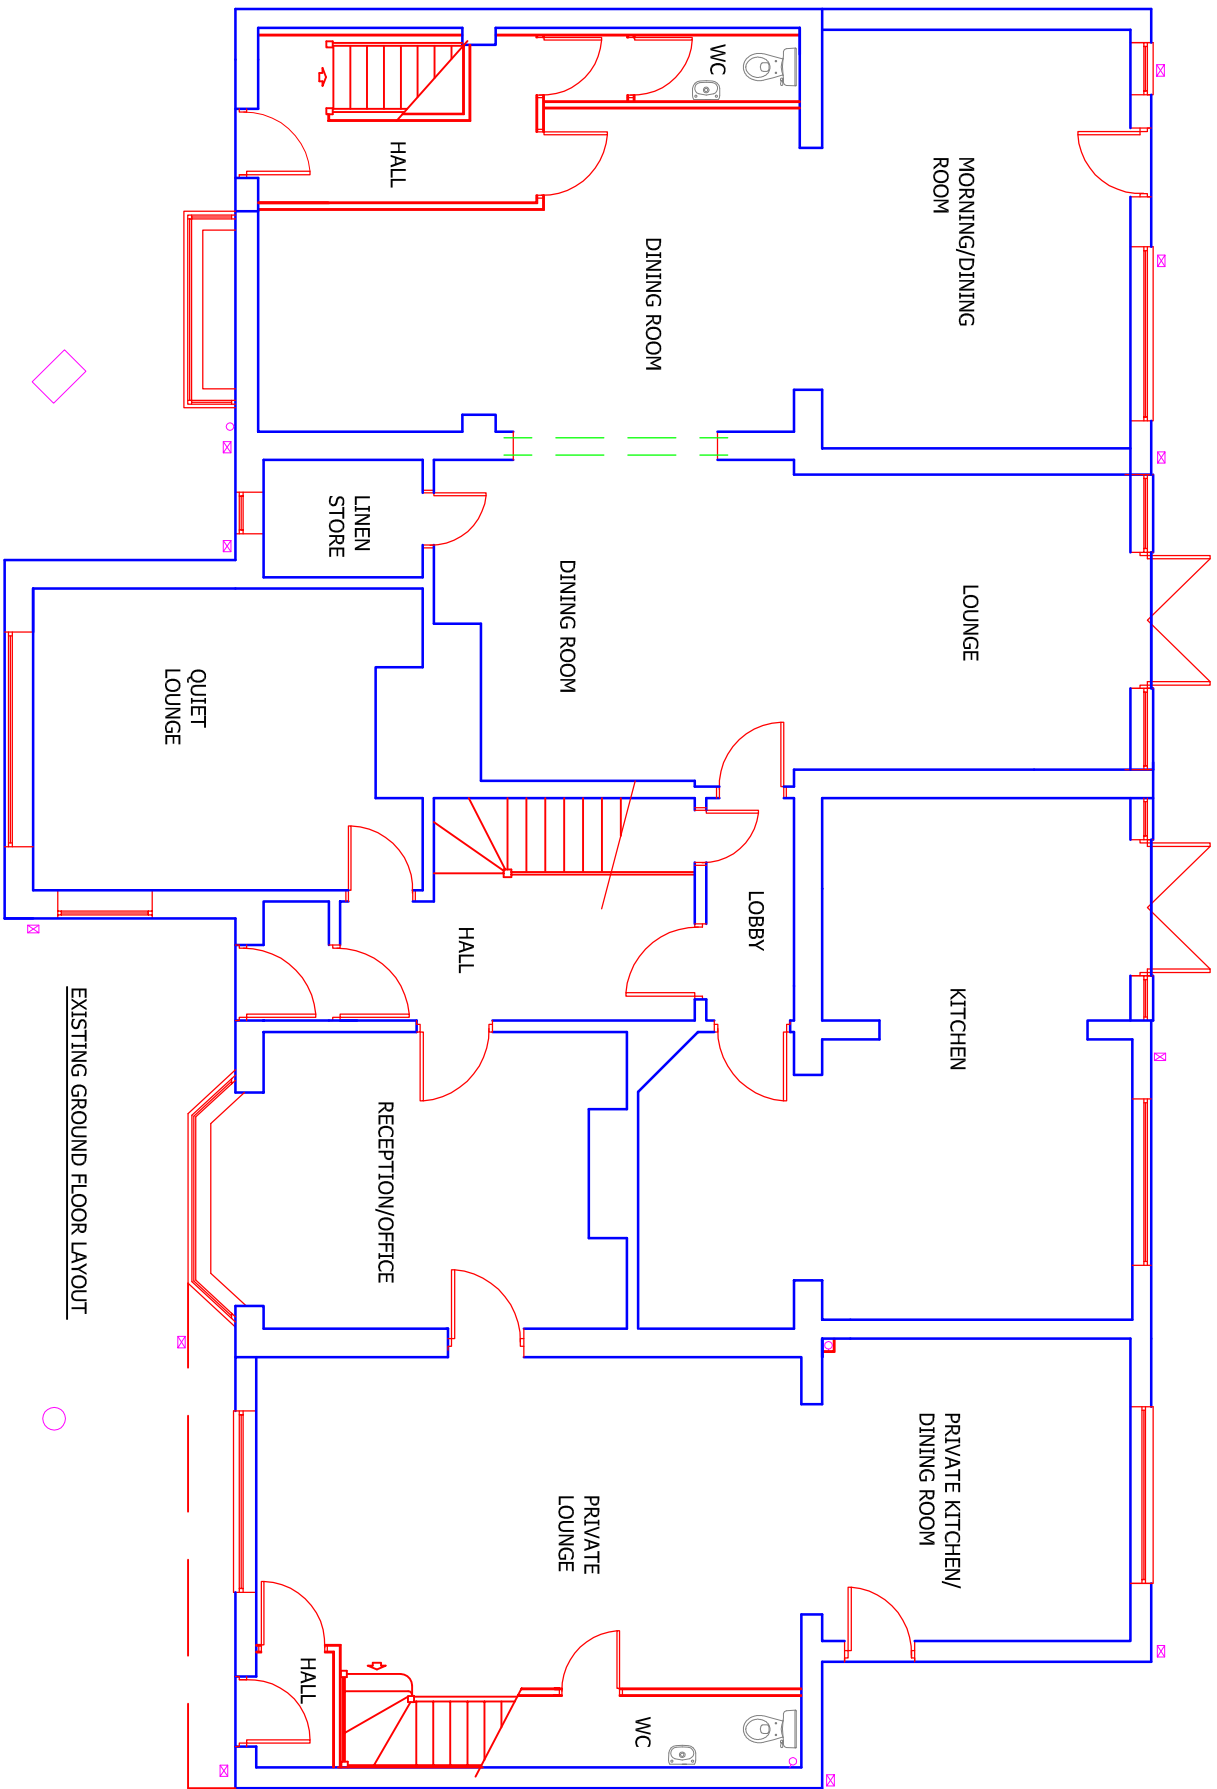 WC
HALL
MORNING/DINING
ROOM
DINING ROOM
LINEN
STORE
DINING ROOM
LOUNGE
QUIET
LOUNGE
LOBBY
HALL
KITCHEN
RECEPTION/OFFICE
PRIVATE KITCHEN/
DINING ROOM
PRIVATE
LOUNGE
HALL
WC
EXISTING GROUND FLOOR LAYOUT